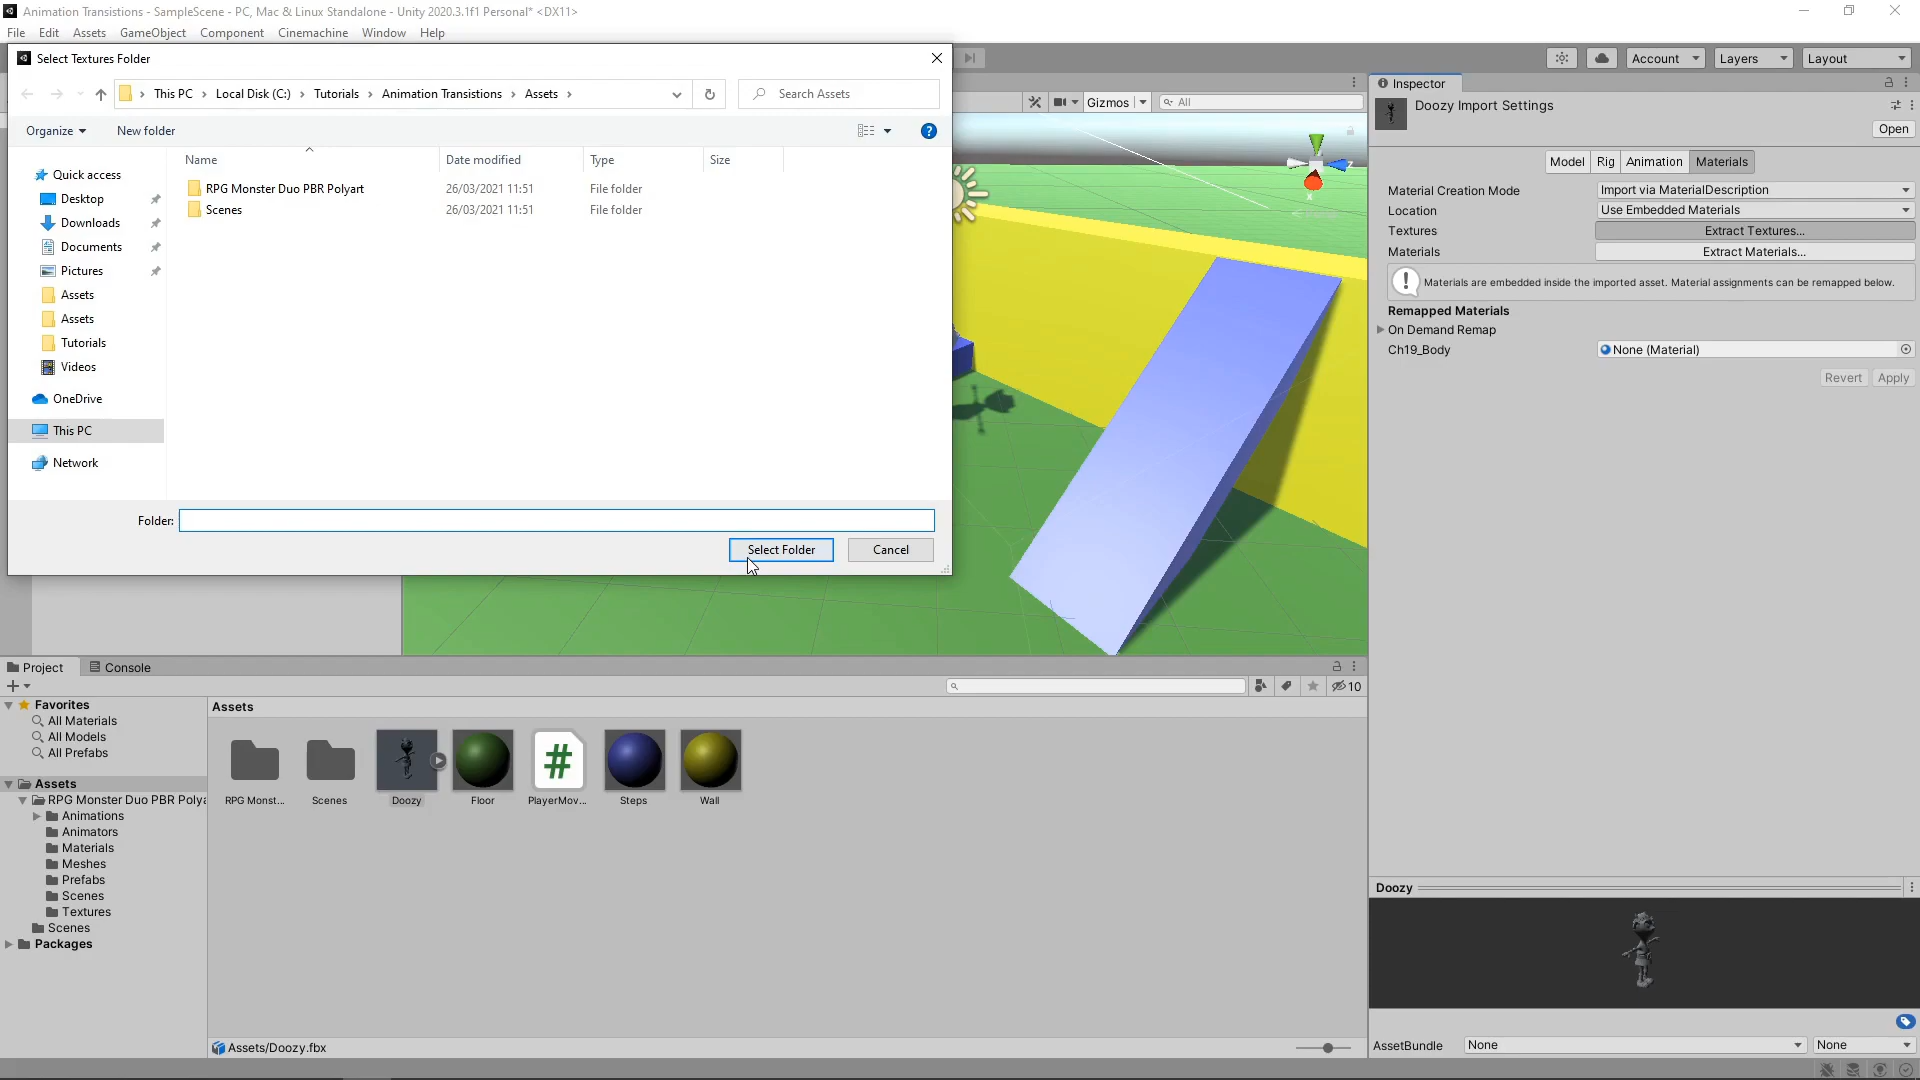 Animation Transistions - SampleScene - PC, Mac & Linux Standalone - Unity 2020.3.1f1 Personal* <DX11>
File Edit Assets GameObject Component Cinemachine Window Help
Select Textures Folder
This PC > Local Disk (C:) > Tutorials > Animation Transistions > Assets >
Search Assets
Organize
New folder
Name Date modified Type Size
RPG Monster Duo PBR Polyart 26/03/2021 11:51 File folder
Scenes 26/03/2021 11:51 File folder
Quick access
Desktop
Downloads
Documents
Pictures
Assets
Assets
Tutorials
Videos
OneDrive
This PC
Network
Folder:
Select Folder
Cancel
Account
Layers
Layout
Gizmos
All
Inspector
Doozy Import Settings
Open
Model Rig Animation Materials
Material Creation Mode Import via MaterialDescription
Location Use Embedded Materials
Textures Extract Textures...
Materials Extract Materials...
Materials are embedded inside the imported asset. Material assignments can be remapped below.
Remapped Materials
On Demand Remap
Ch19_Body None (Material)
Revert Apply
Project
Console
10
Favorites
All Materials
All Models
All Prefabs
Assets
RPG Monster Duo PBR Polya
Animations
Animators
Materials
Meshes
Prefabs
Scenes
Textures
Scenes
Packages
Assets
RPG Monst...
Scenes
Doozy
Floor
#
PlayerMov...
Steps
Wall
Assets/Doozy.fbx
Doozy
AssetBundle None None